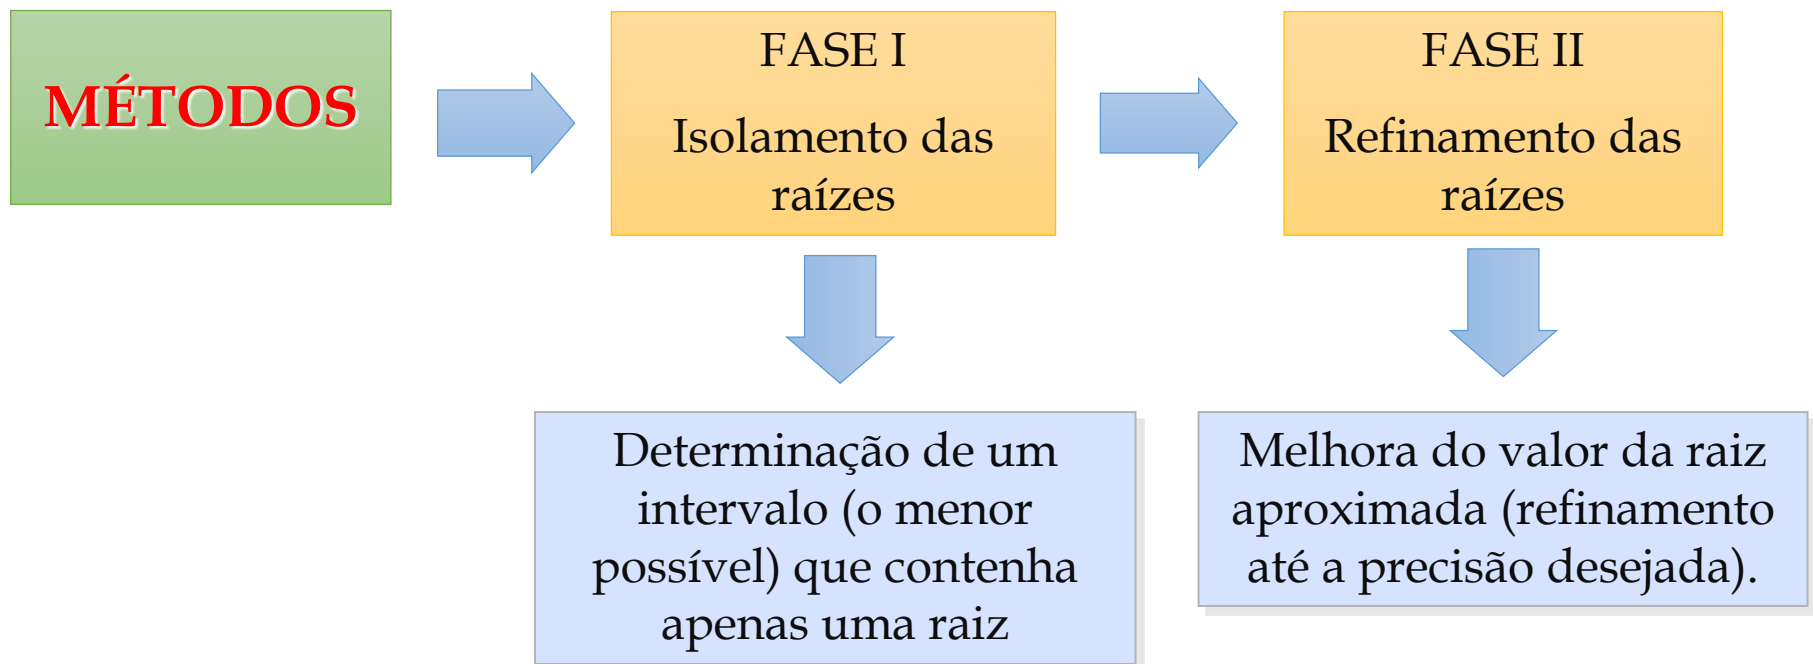 MÉTODOS
FASE I
Isolamento das
raízes
FASE II
Refinamento das
raízes
Determinação de um
intervalo (o menor
possível) que contenha
apenas uma raiz
Melhora do valor da raiz
aproximada (refinamento
até a precisão desejada).